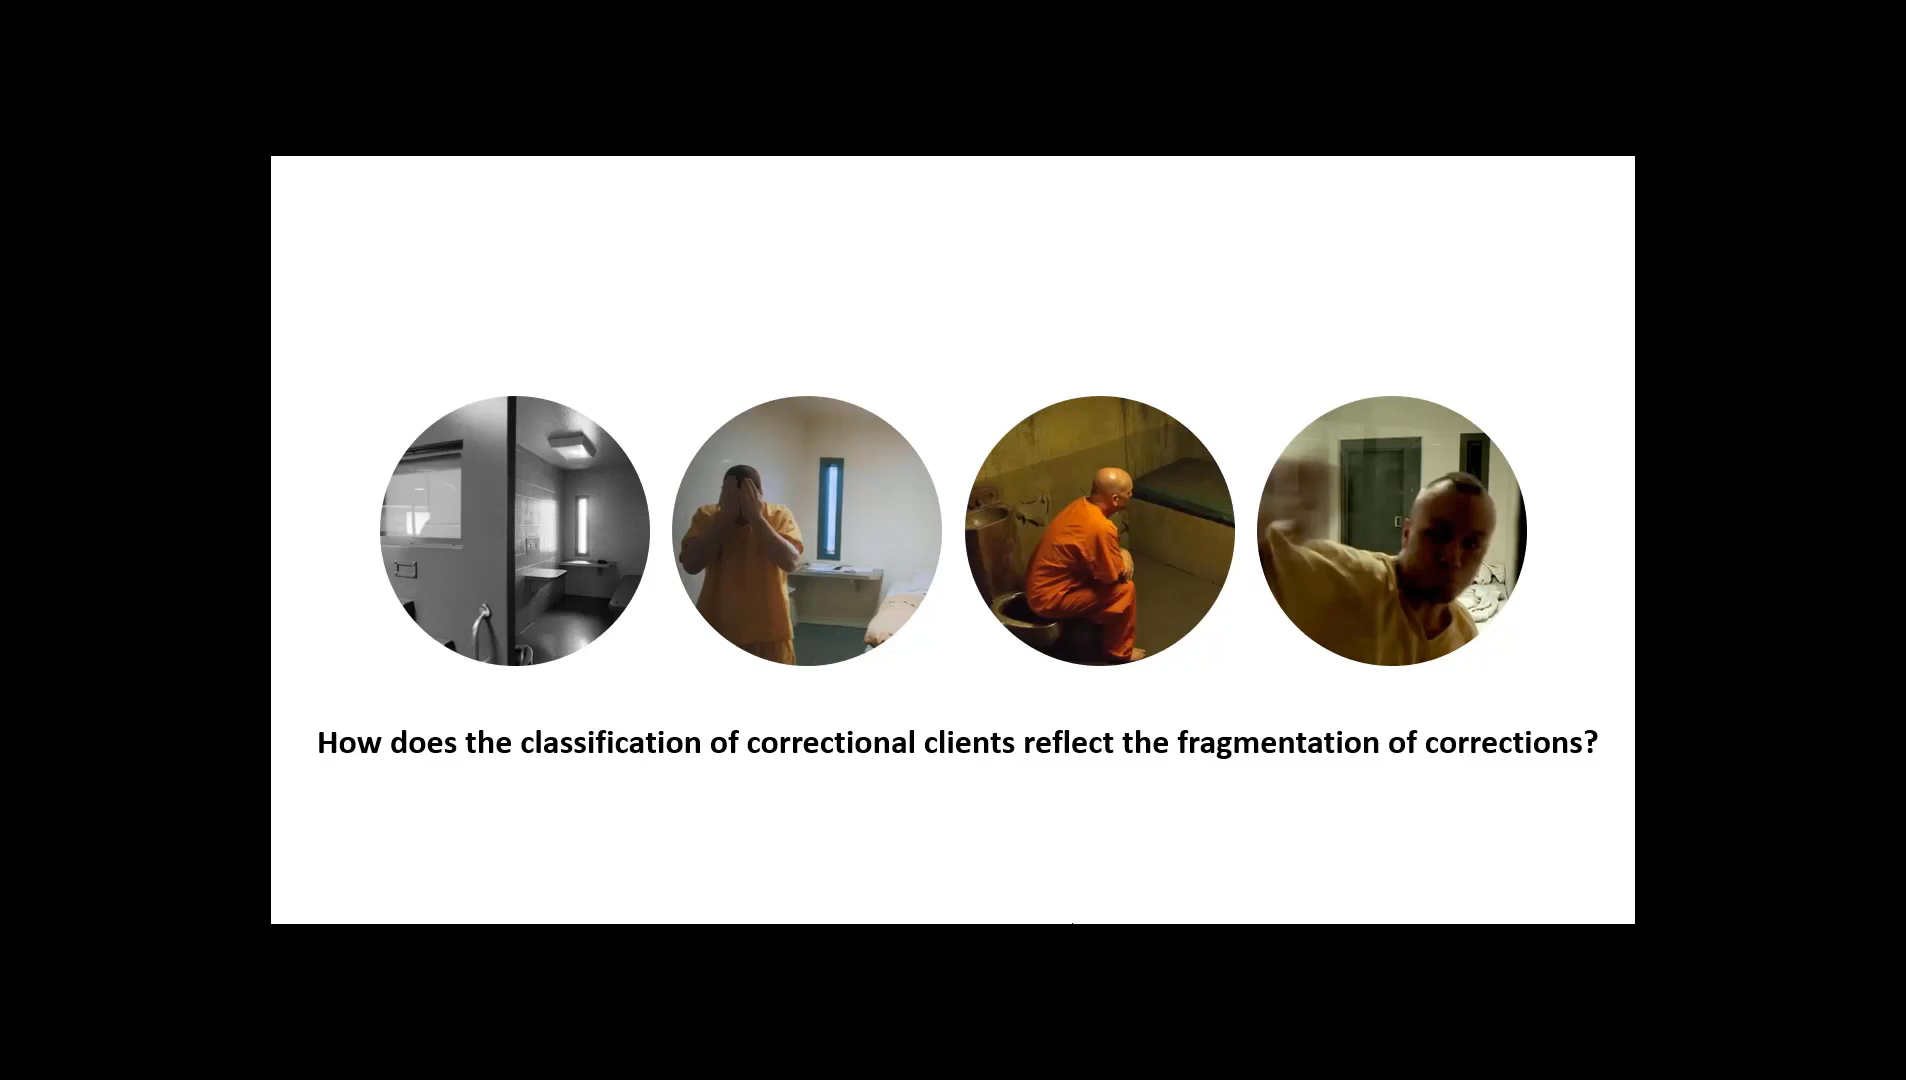 How does the classification of correctional clients reflect the fragmentation of corrections?